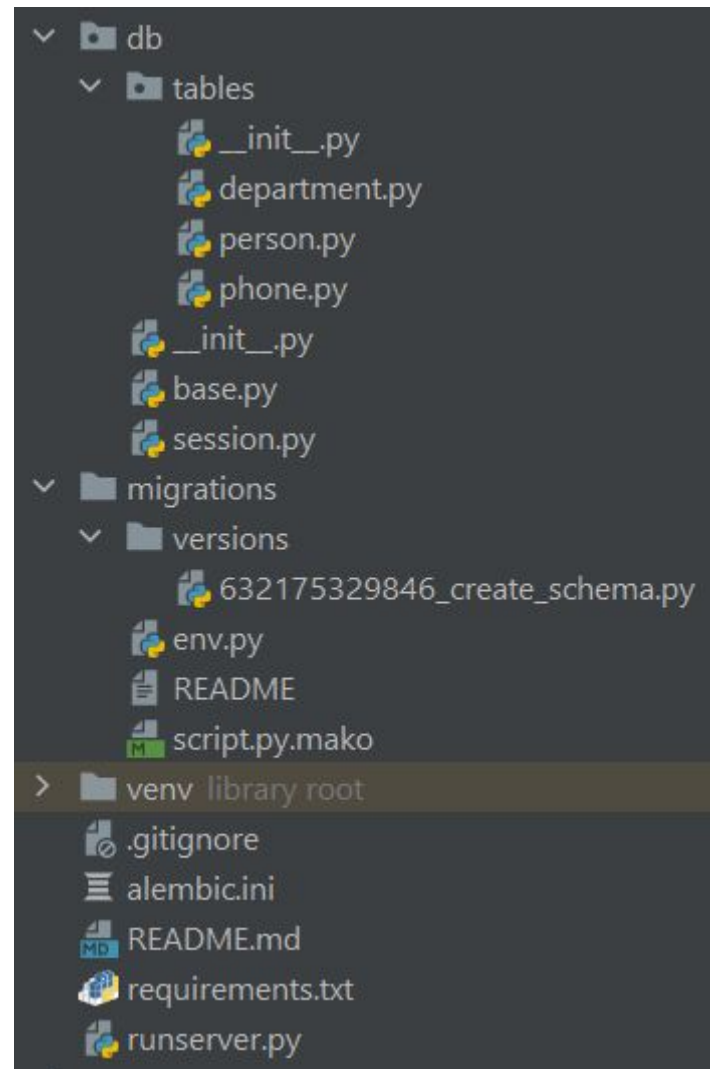 db
tables
__init__.py
department.py
person.py
phone.py
__init__.py
base.py
session.py
migrations
versions
632175329846_create_schema.py
env.py
README
M script.py.mako
venv library root
.gitignore
alembic.ini
MD README.md
requirements.txt
runserver.py